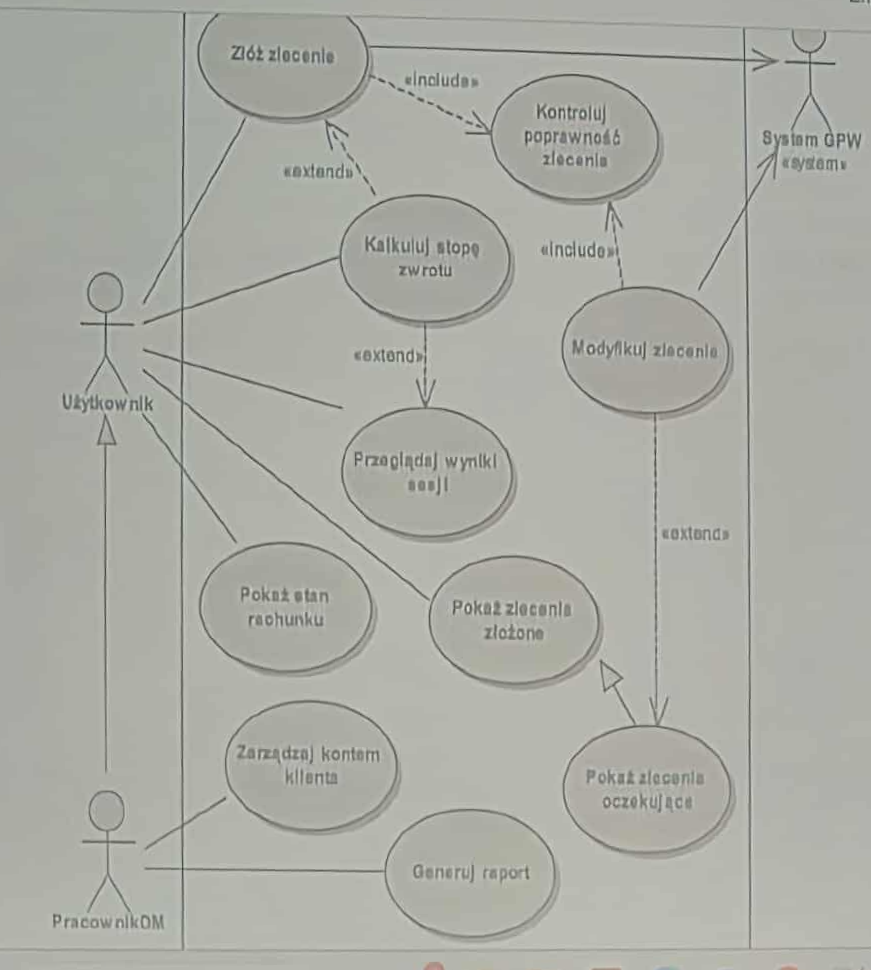 Złóż zlecenie
«include»
Kontroluj
poprawność
zlecenia
System GPW
«system»
«extend»
Kalkuluj stopę
zwrotu
«include»
Modyfikuj zlecenie
«extend»
Użytkownik
Przeglądaj wyniki
sesji
«extend»
Pokaż stan
rachunku
Pokaż zlecenia
złożone
Zarządzaj kontem
klienta
Pokaż zlecenia
oczekujące
Generuj raport
PracownikDM